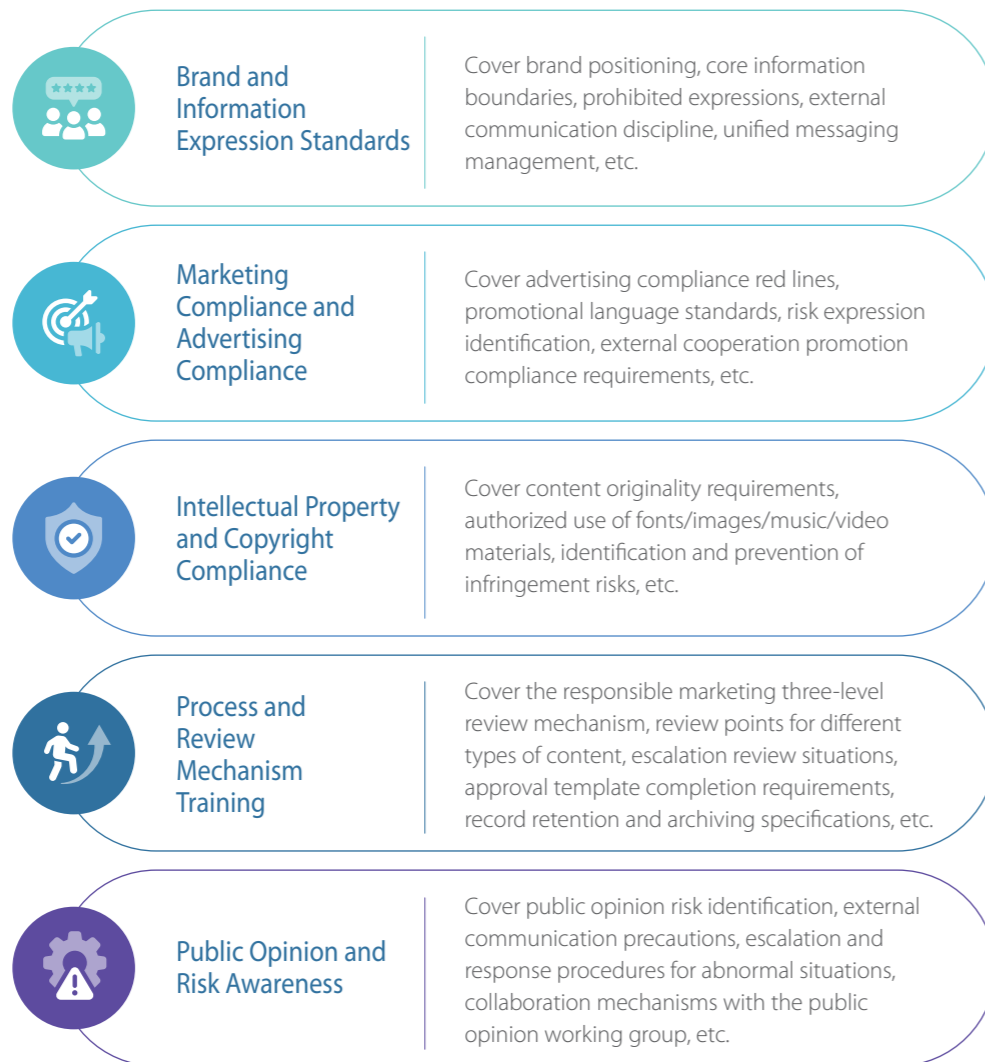 Brand and
Information
Expression Standards
Cover brand positioning, core information
boundaries, prohibited expressions, external
communication discipline, unified messaging
management, etc.
Marketing
Compliance and
Advertising
Compliance
Cover advertising compliance red lines,
promotional language standards, risk expression
identification, external cooperation promotion
compliance requirements, etc.
Intellectual Property
and Copyright
Compliance
Cover content originality requirements,
authorized use of fonts/images/music/video
materials, identification and prevention of
infringement risks, etc.
Process and
Review
Mechanism
Training
Cover the responsible marketing three-level
review mechanism, review points for different
types of content, escalation review situations,
approval template completion requirements,
record retention and archiving specifications, etc.
Public Opinion and
Risk Awareness
Cover public opinion risk identification, external
communication precautions, escalation and
response procedures for abnormal situations,
collaboration mechanisms with the public
opinion working group, etc.